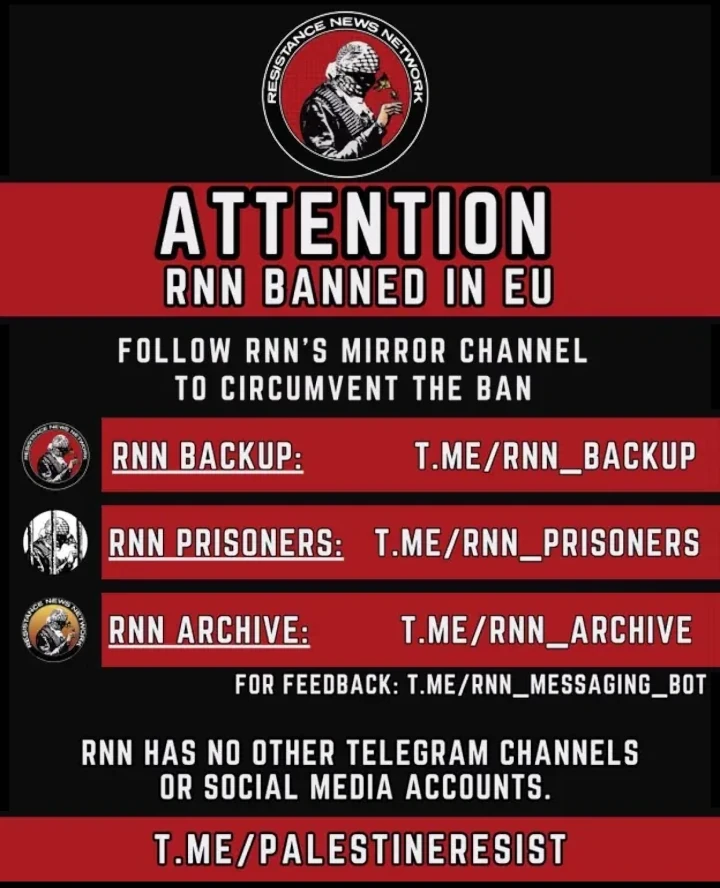 RESISTANCE NEWS NETWORK
ATTENTION
RNN BANNED IN EU
FOLLOW RNN'S MIRROR CHANNEL
TO CIRCUMVENT THE BAN
RESISTANCE NEWS NETWORK
RNN BACKUP: T.ME/RNN_BACKUP
RNN PRISONERS: T.ME/RNN_PRISONERS
RESISTANCE NEWS NETWORK
RNN ARCHIVE: T.ME/RNN_ARCHIVE
FOR FEEDBACK: T.ME/RNN_MESSAGING_BOT
RNN HAS NO OTHER TELEGRAM CHANNELS
OR SOCIAL MEDIA ACCOUNTS.
T.ME/PALESTINERESIST